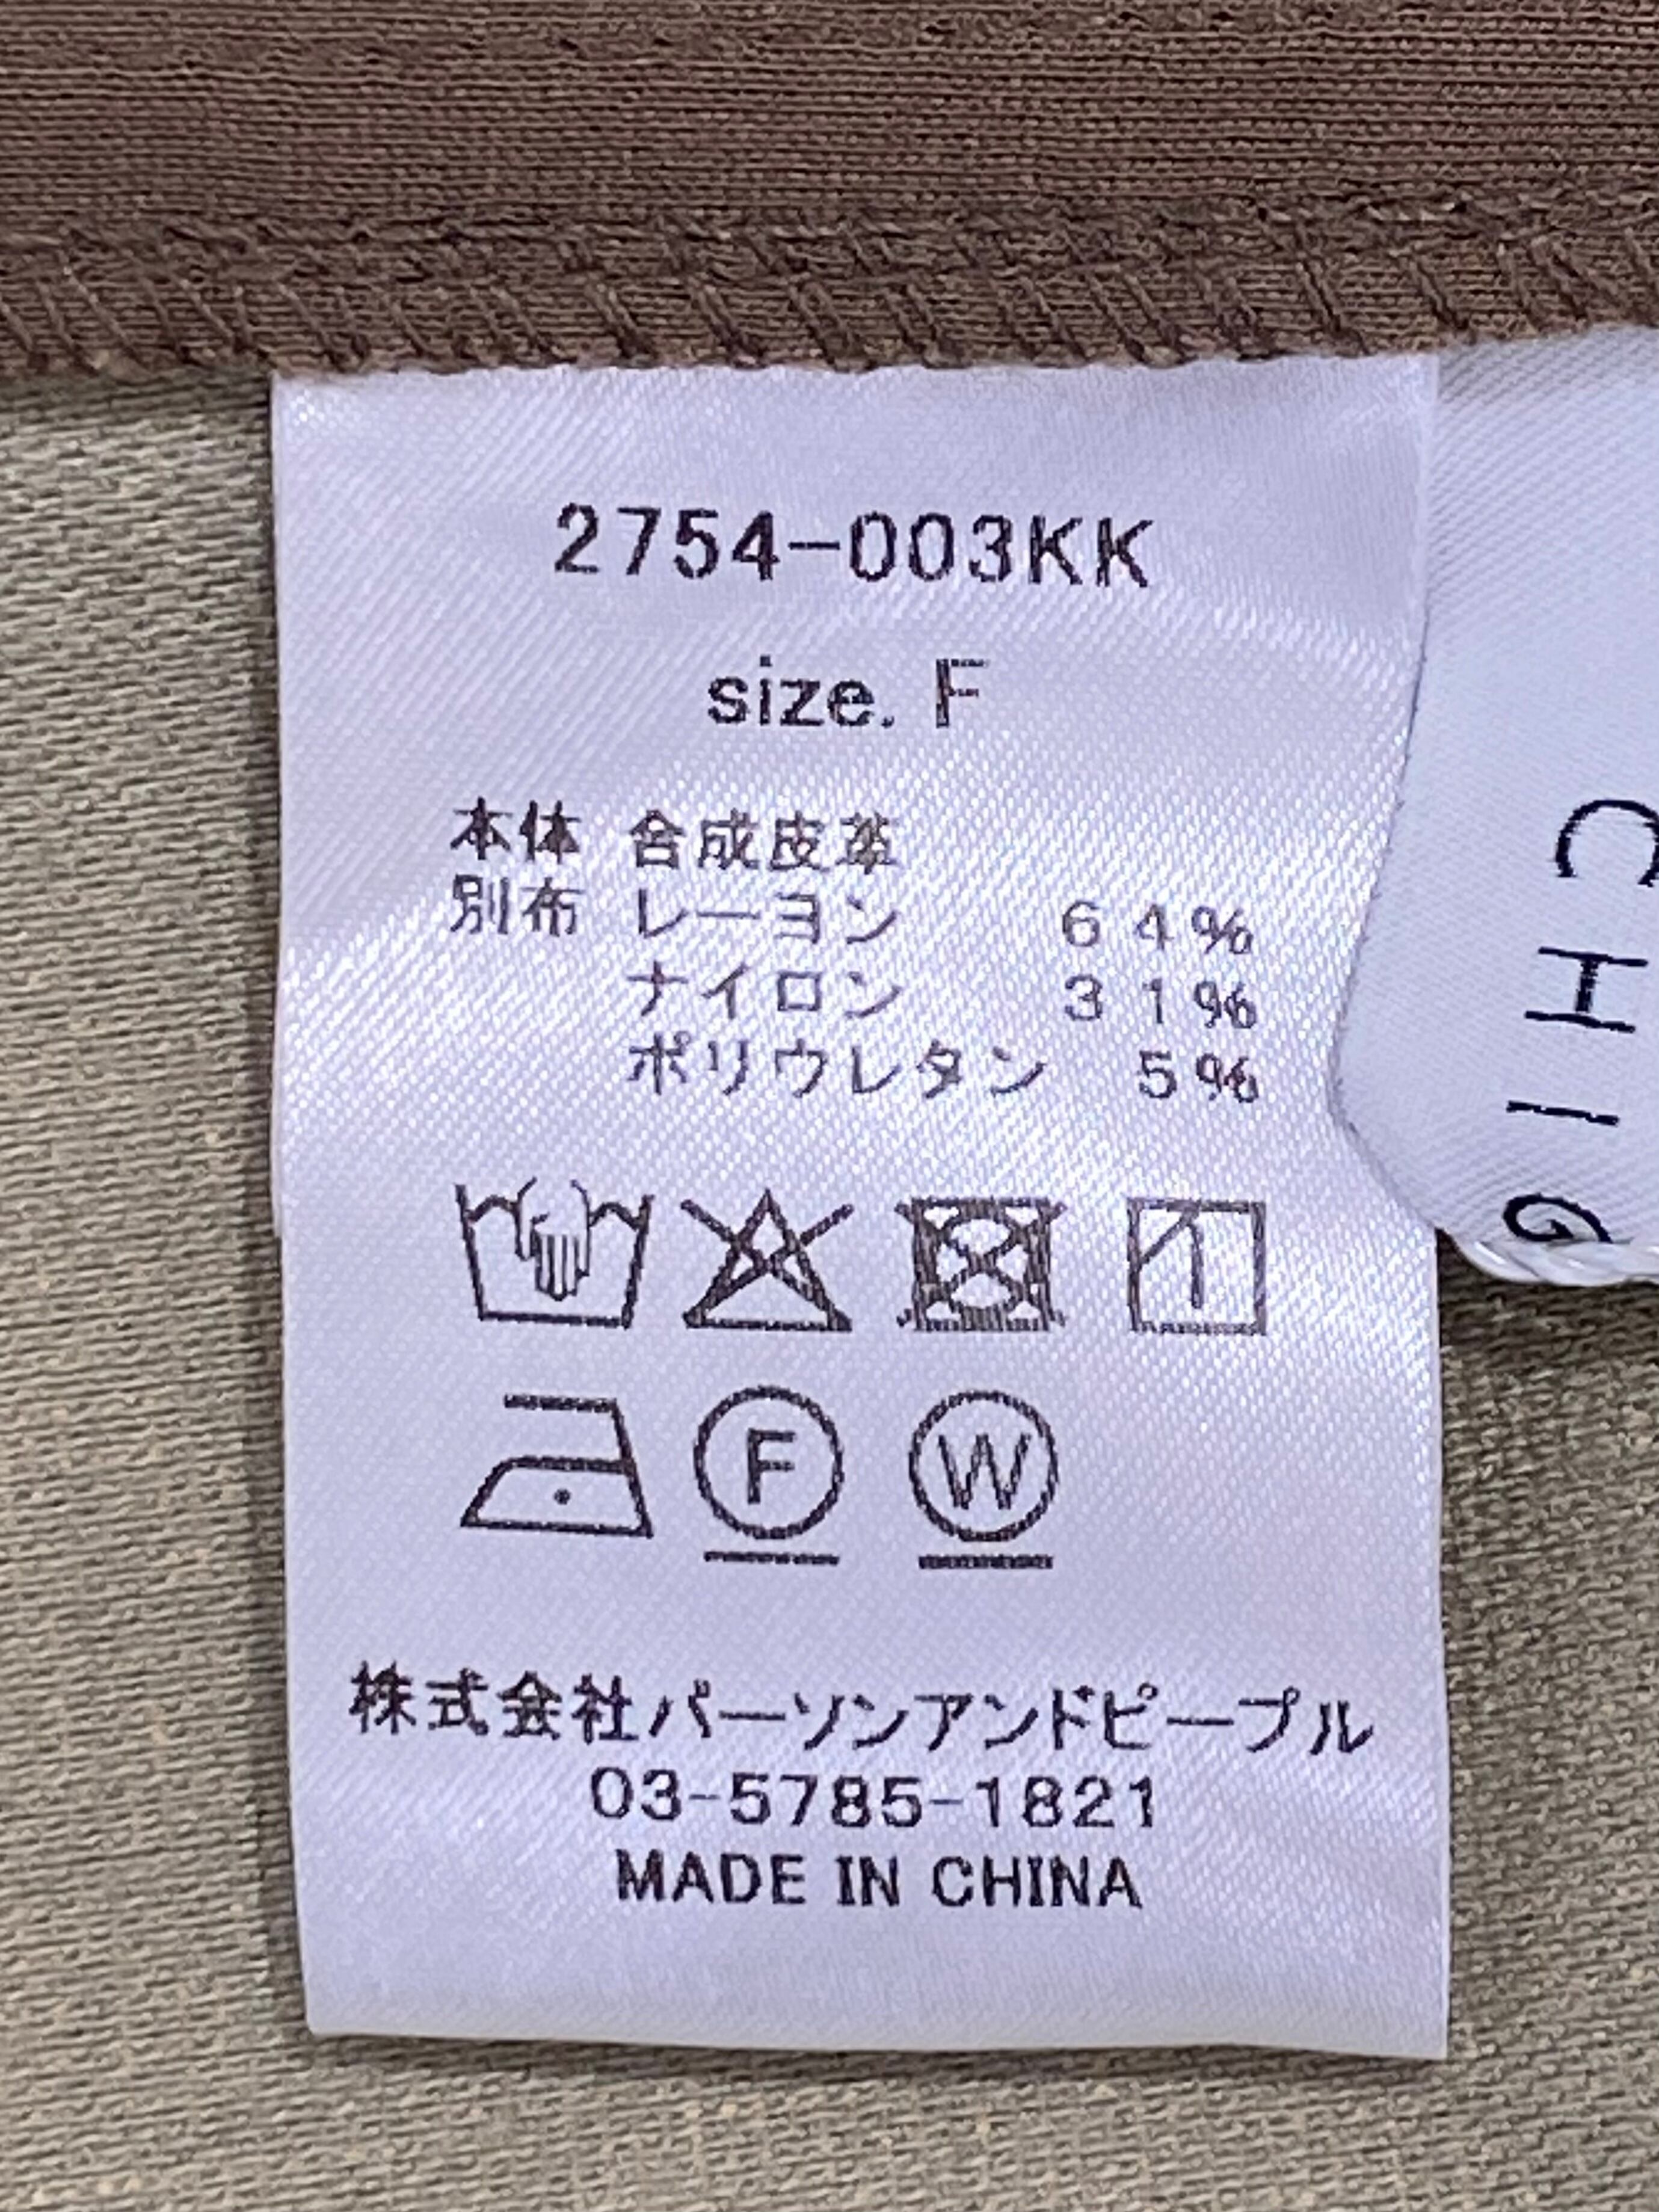 2754-003KK
size. F
本体 合成皮革
別布 レーヨン 64%
ナイロン 31%
ポリウレタン 5%
F W
株式会社パーソンアンドピープル
03-5785-1821
MADE IN CHINA
CHIG